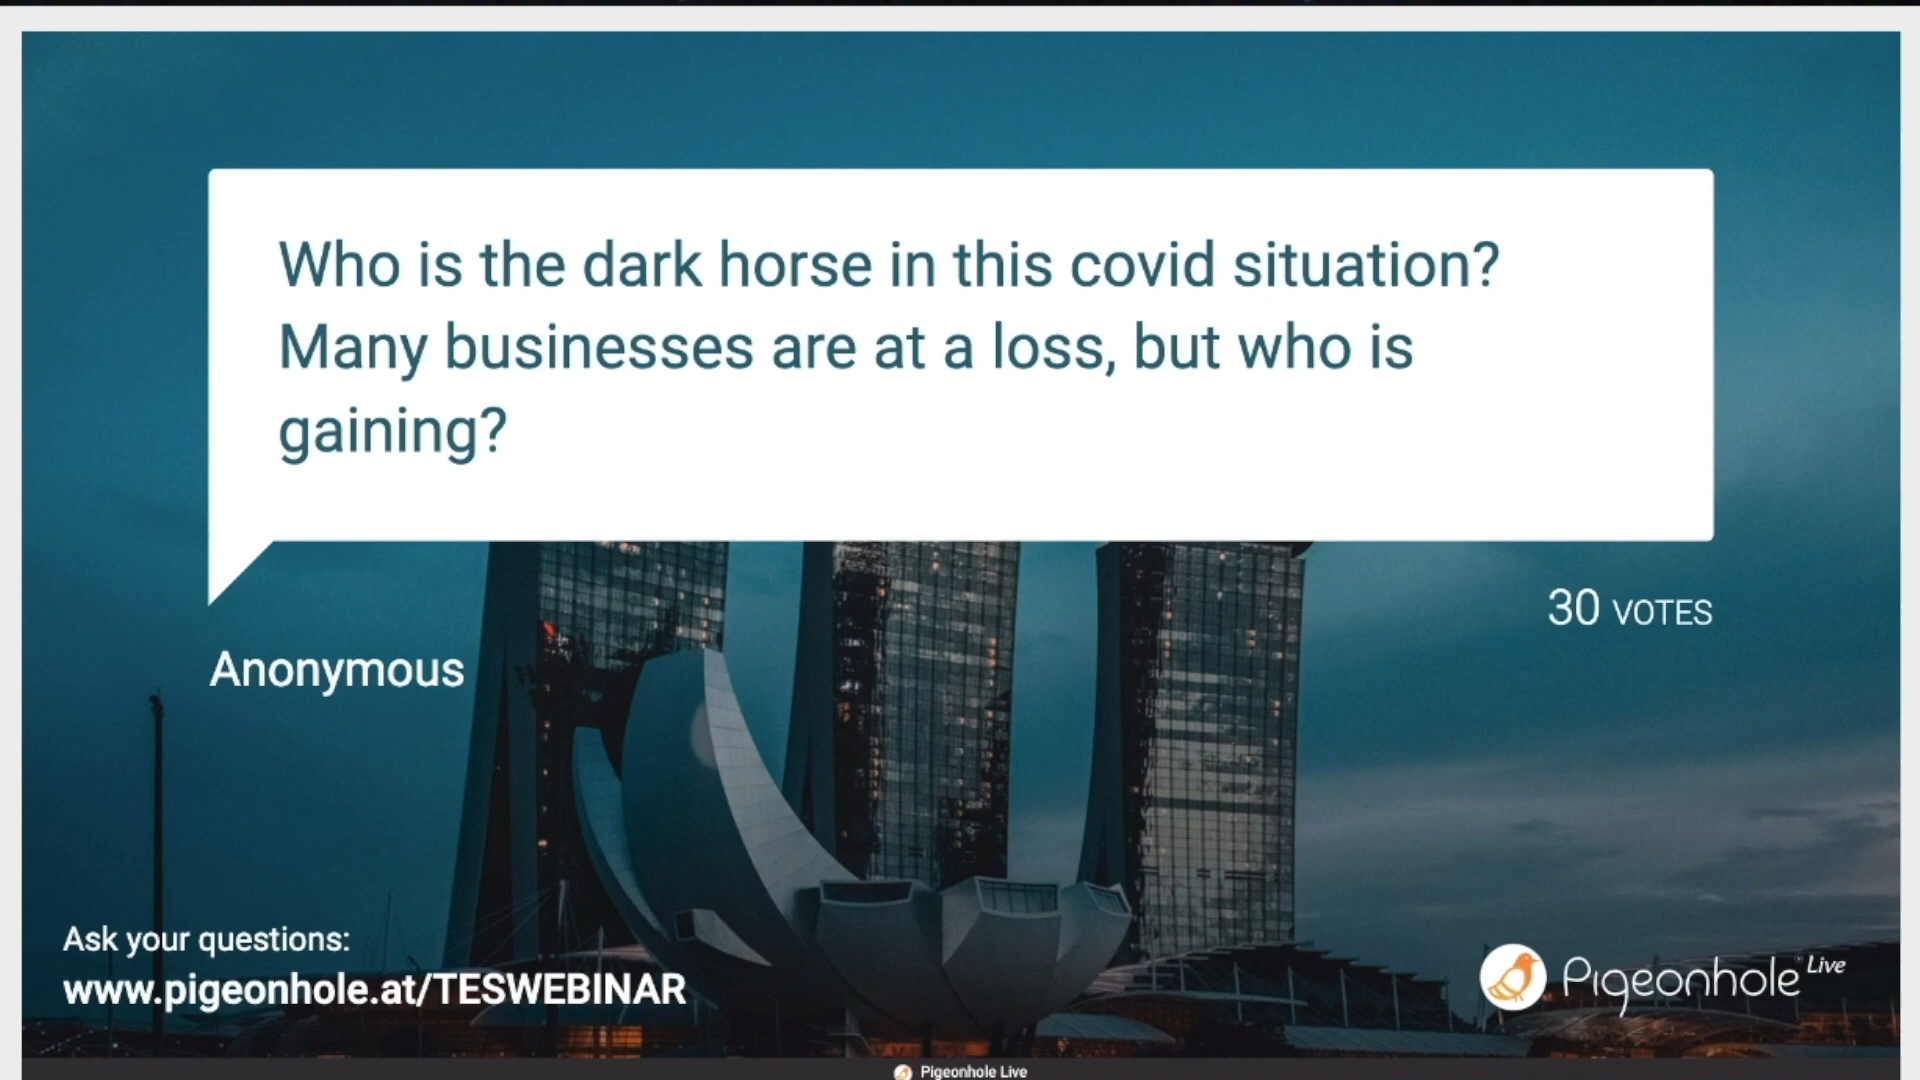 Who is the dark horse in this covid situation?
Many businesses are at a loss, but who is
gaining?
30 VOTES
Anonymous
Ask your questions:
www.pigeonhole.at/TESWEBINAR
Pigeonhole Live
Pigeonhole Live